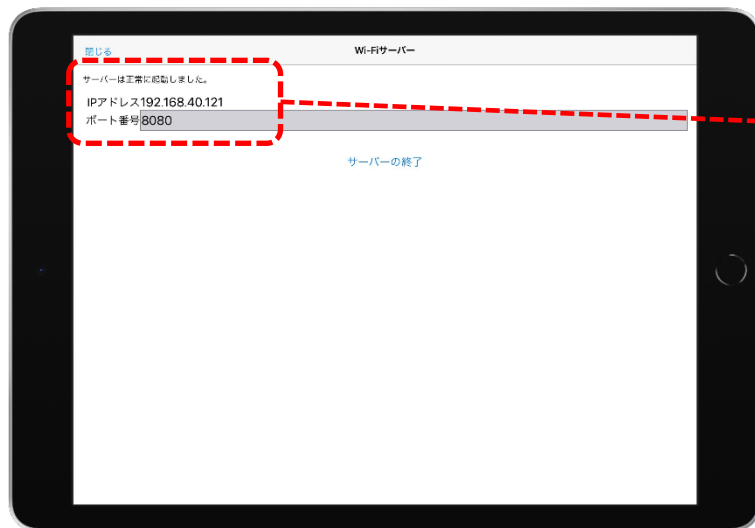 閉じる
Wi-Fiサーバー
サーバーは正常に起動しました。
IPアドレス192.168.40.121
ポート番号8080
サーバーの終了